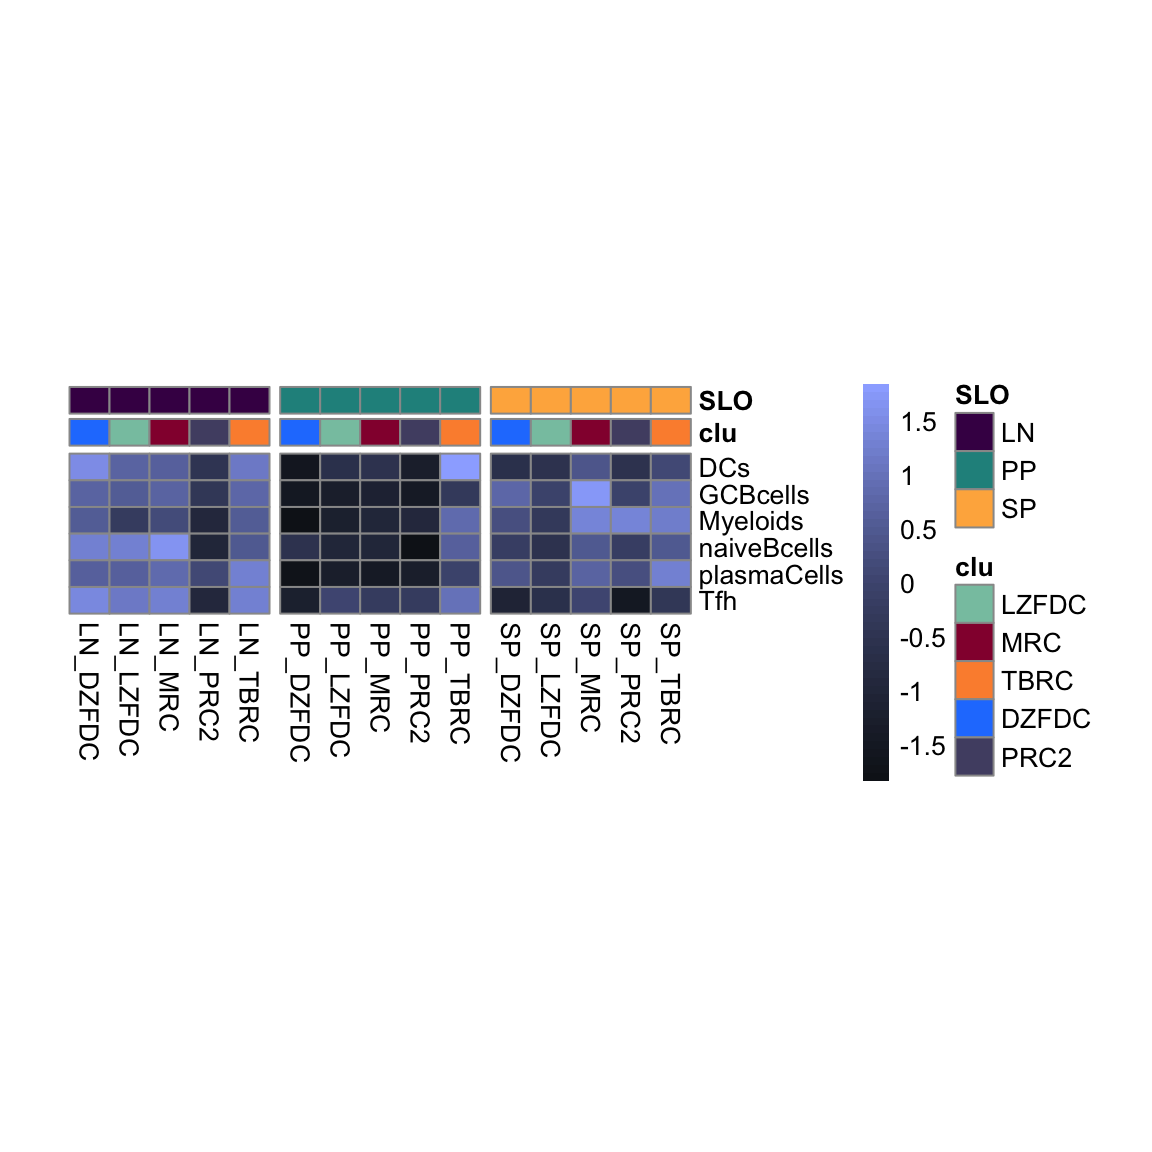 SLO
clu
DCs
GCBcells
Myeloids
naiveBcells
plasmaCells
Tfh
LN_DZFDC
LN_LZFDC
LN_MRC
LN_PRC2
LN_TBRC
PP_DZFDC
PP_LZFDC
PP_MRC
PP_PRC2
PP_TBRC
SP_DZFDC
SP_LZFDC
SP_MRC
SP_PRC2
SP_TBRC
1.5
1
0.5
0
-0.5
-1
-1.5
SLO
LN
PP
SP
clu
LZFDC
MRC
TBRC
DZFDC
PRC2